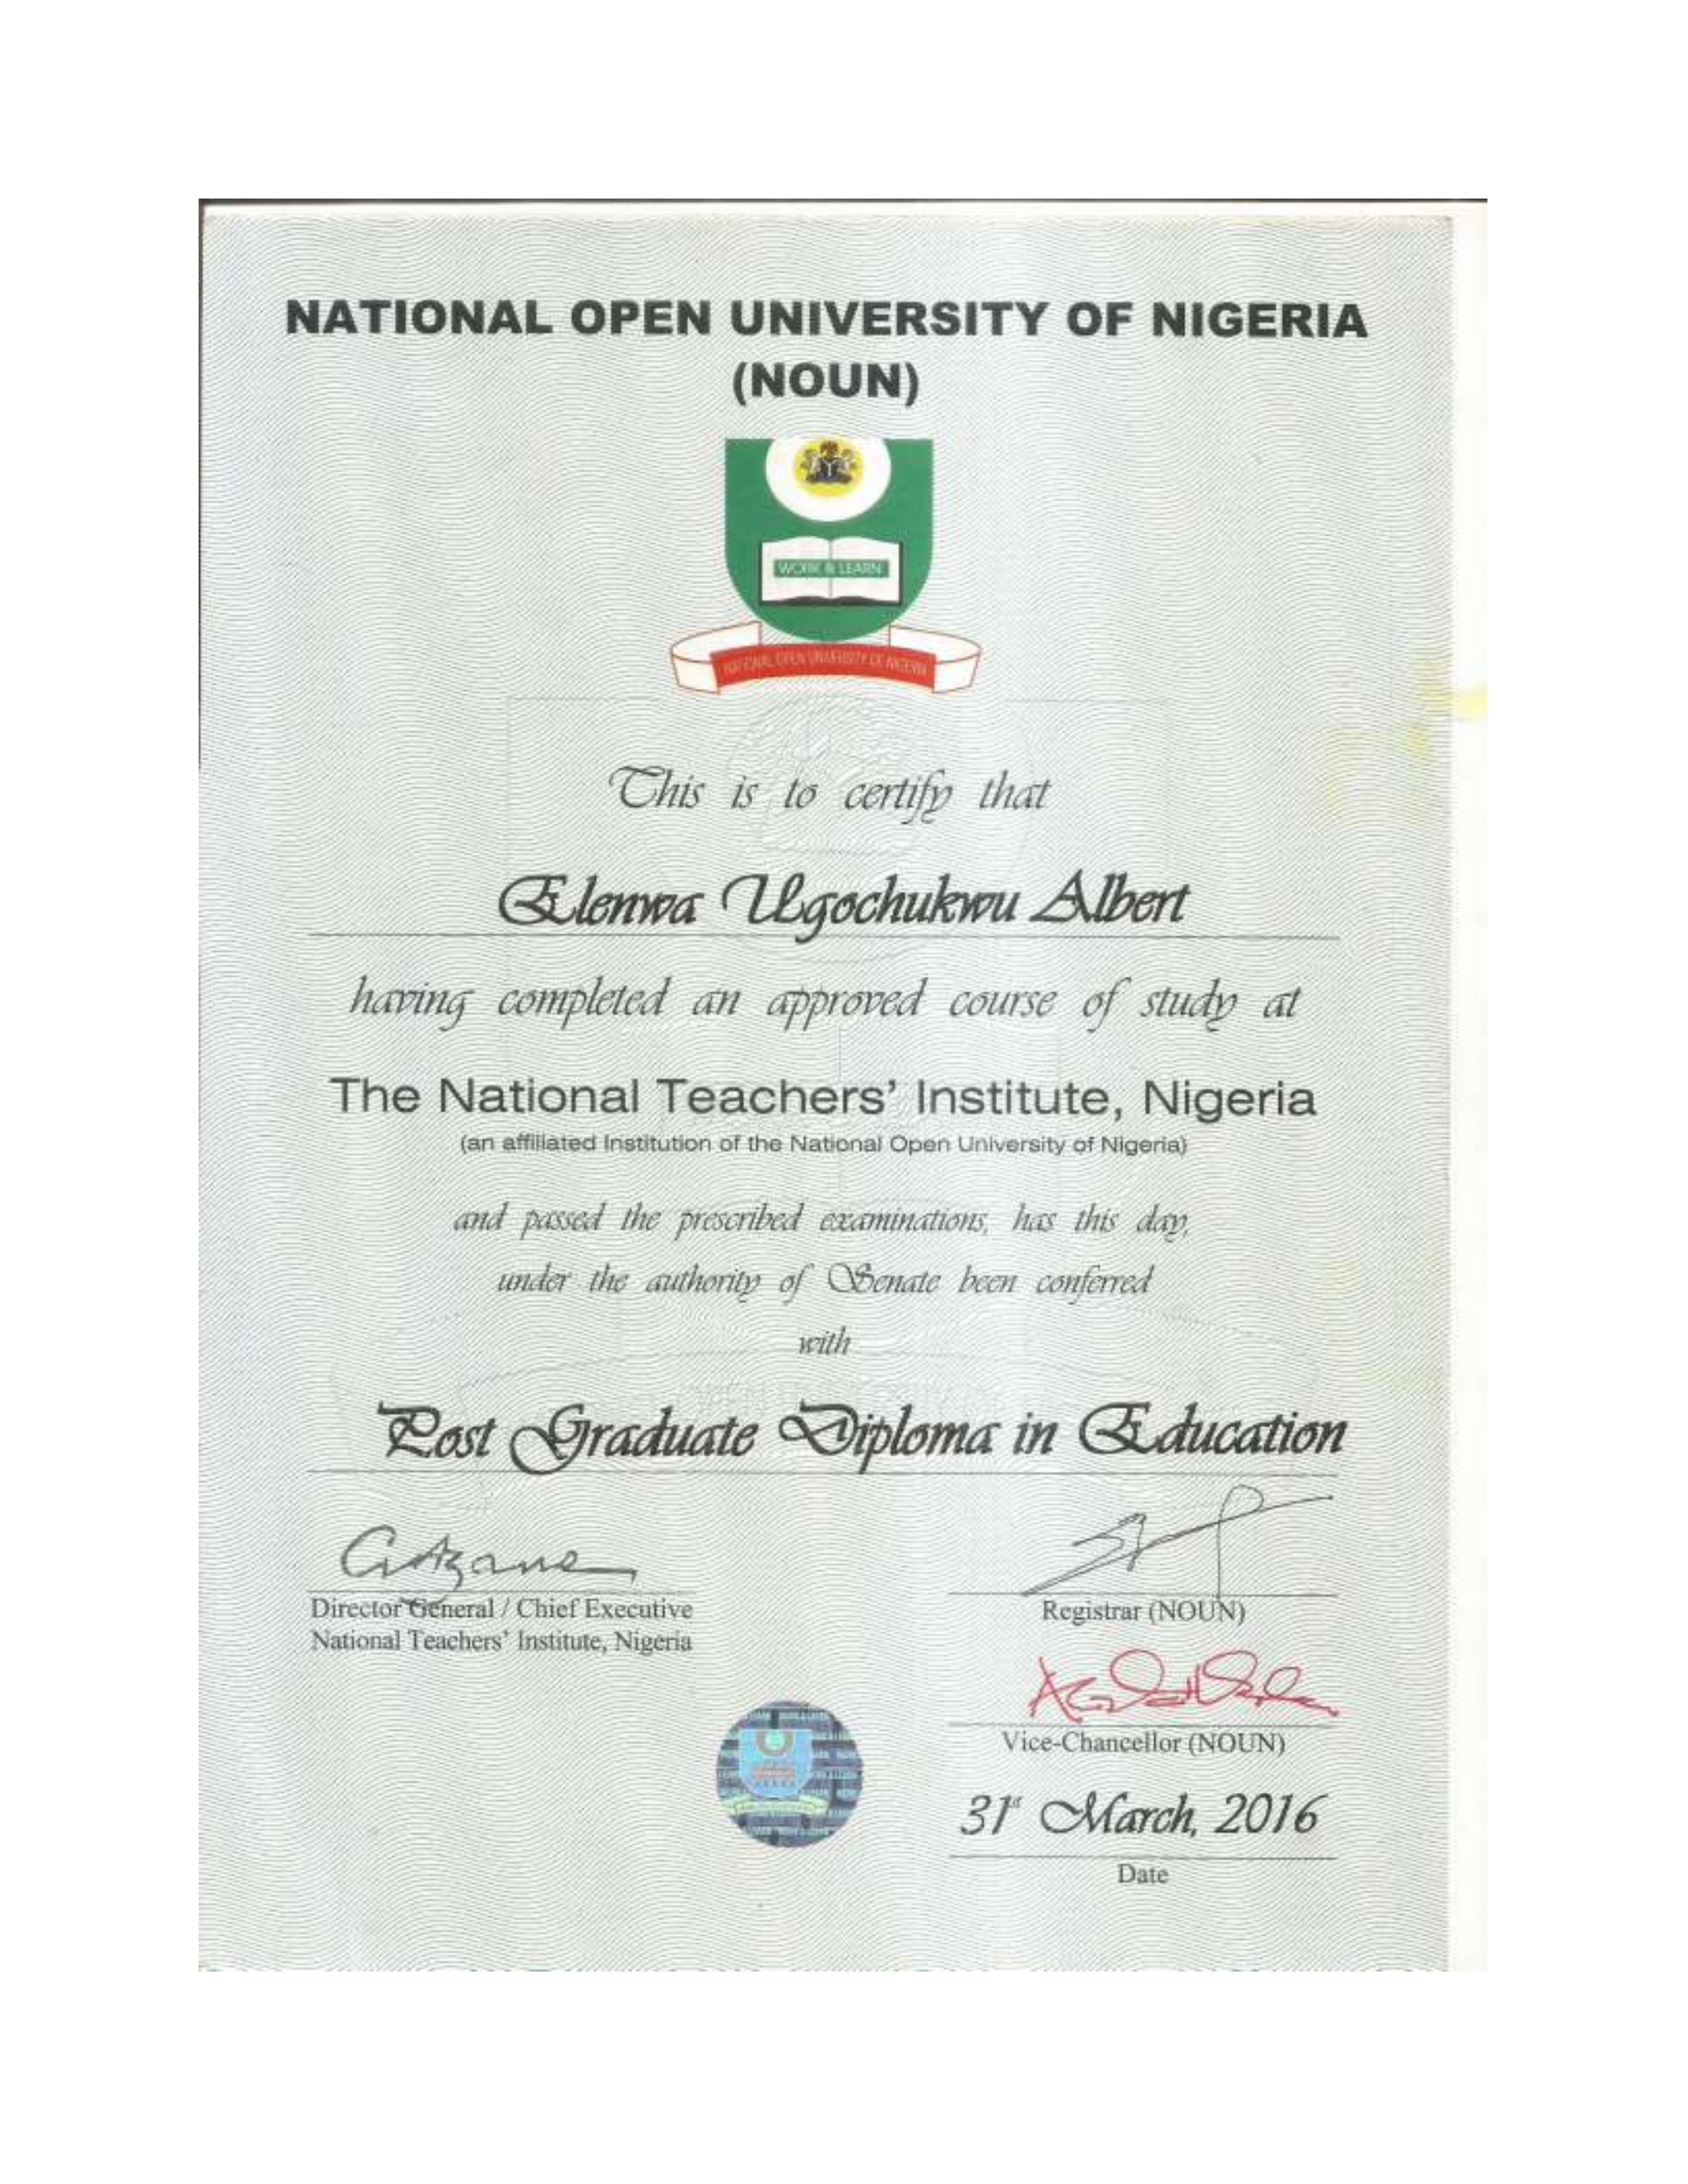 NATIONAL OPEN UNIVERSITY OF NIGERIA
(NOUN)
WORK & LEARN
NATIONAL OPEN UNIVERSITY OF NIGERIA
This is to certify that
Elenwa Ugochukwu Albert
having completed an approved course of study at
The National Teachers' Institute, Nigeria
(an affiliated Institution of the National Open University of Nigeria)
and passed the prescribed examinations, has this day,
under the authority of Senate been conferred
with
Post Graduate Diploma in Education
Director General / Chief Executive
National Teachers' Institute, Nigeria
Registrar (NOUN)
Vice-Chancellor (NOUN)
31st March, 2016
Date